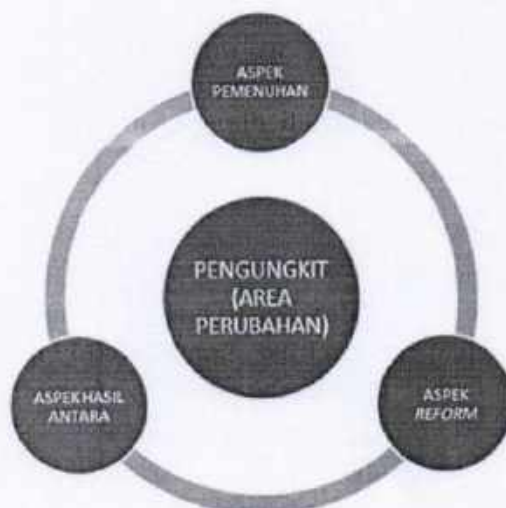 ASPEK
PEMENUHAN
PENGUNGKIT
(AREA
PERUBAHAN)
ASPEK HASIL
ANTARA
ASPEK
REFORM